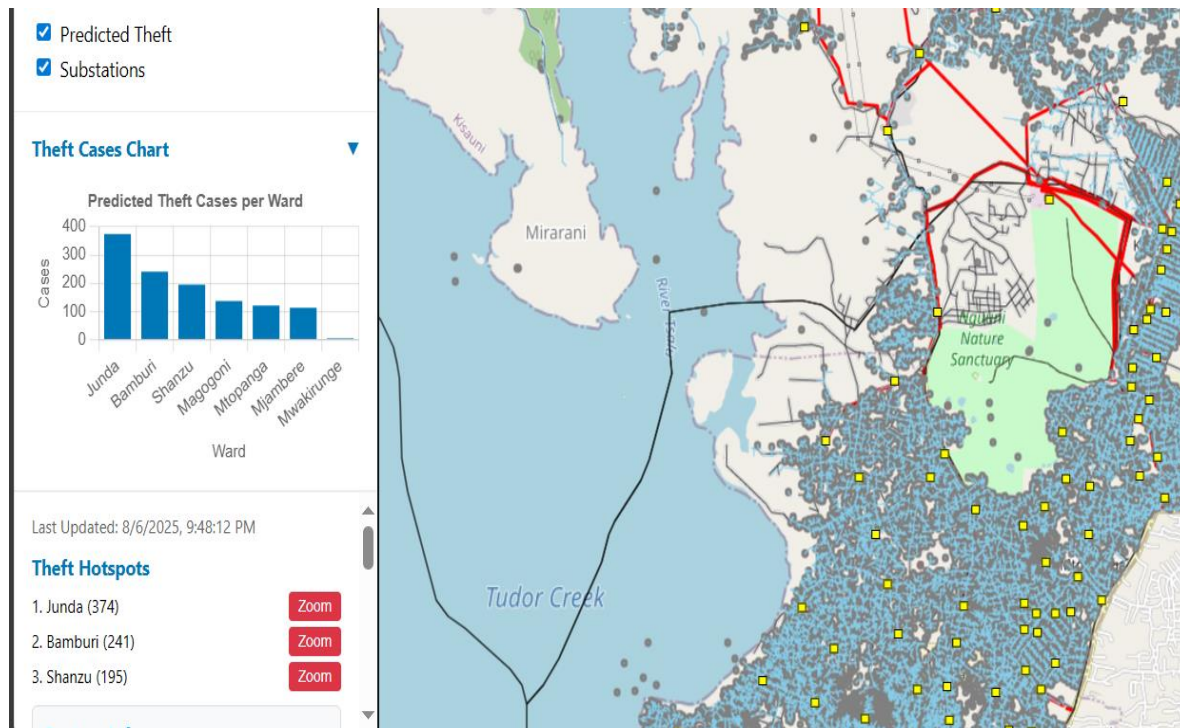 Predicted Theft
Substations
Theft Cases Chart
Predicted Theft Cases per Ward
Cases
400
300
200
100
0
Junda
Bamburi
Shanzu
Magogoni
Mtopanga
Mjambere
Mwakirunge
Ward
Last Updated: 8/6/2025, 9:48:12 PM
Theft Hotspots
1. Junda (374)
Zoom
2. Bamburi (241)
Zoom
3. Shanzu (195)
Zoom
Kisauni
Mirarani
River
Tudor Creek
Nature
Sanctuary